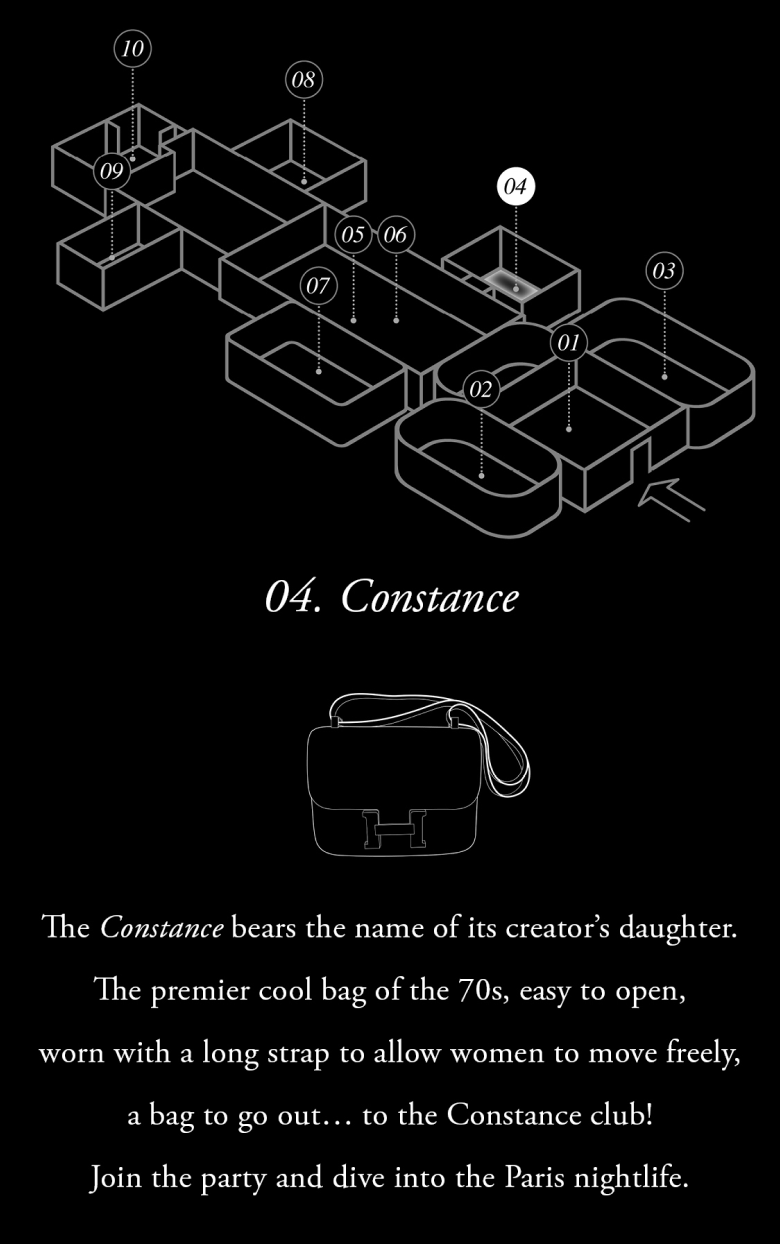 10
08
09
04
05 06
03
07
01
02
04. Constance
The Constance bears the name of its creator’s daughter.
The premier cool bag of the 70s, easy to open,
worn with a long strap to allow women to move freely,
a bag to go out… to the Constance club!
Join the party and dive into the Paris nightlife.